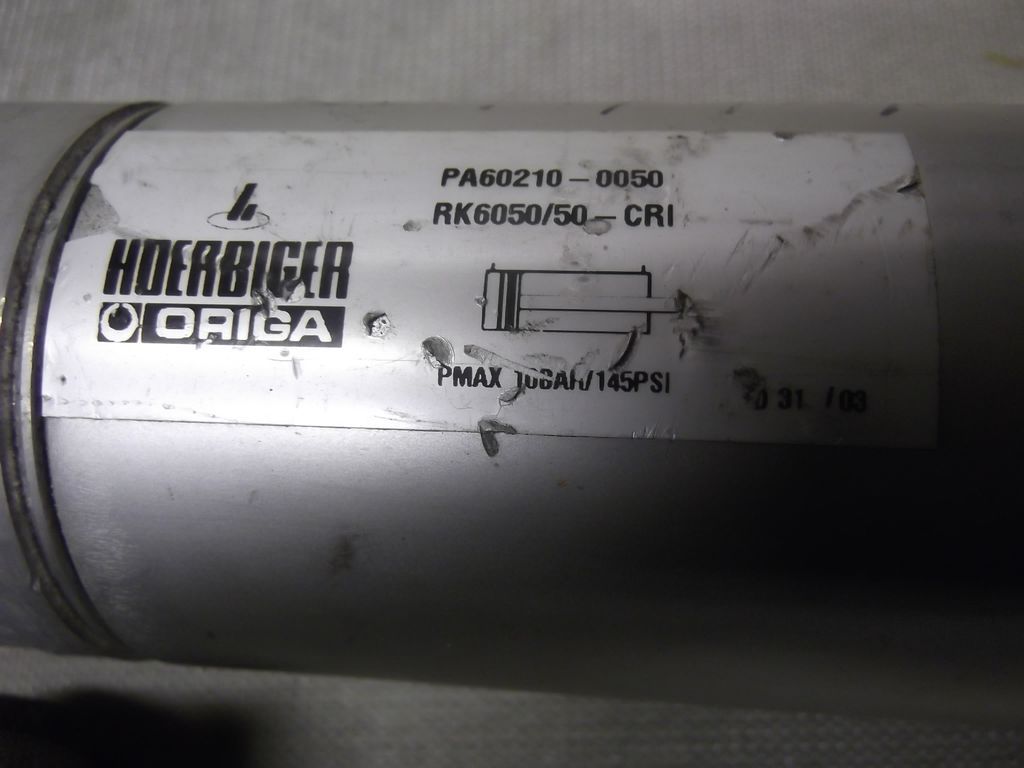 PA60210-0050
RK6050/50-CRI
HOERBIGER
ORIGA
PMAX 10BAR/145PSI
31 /03